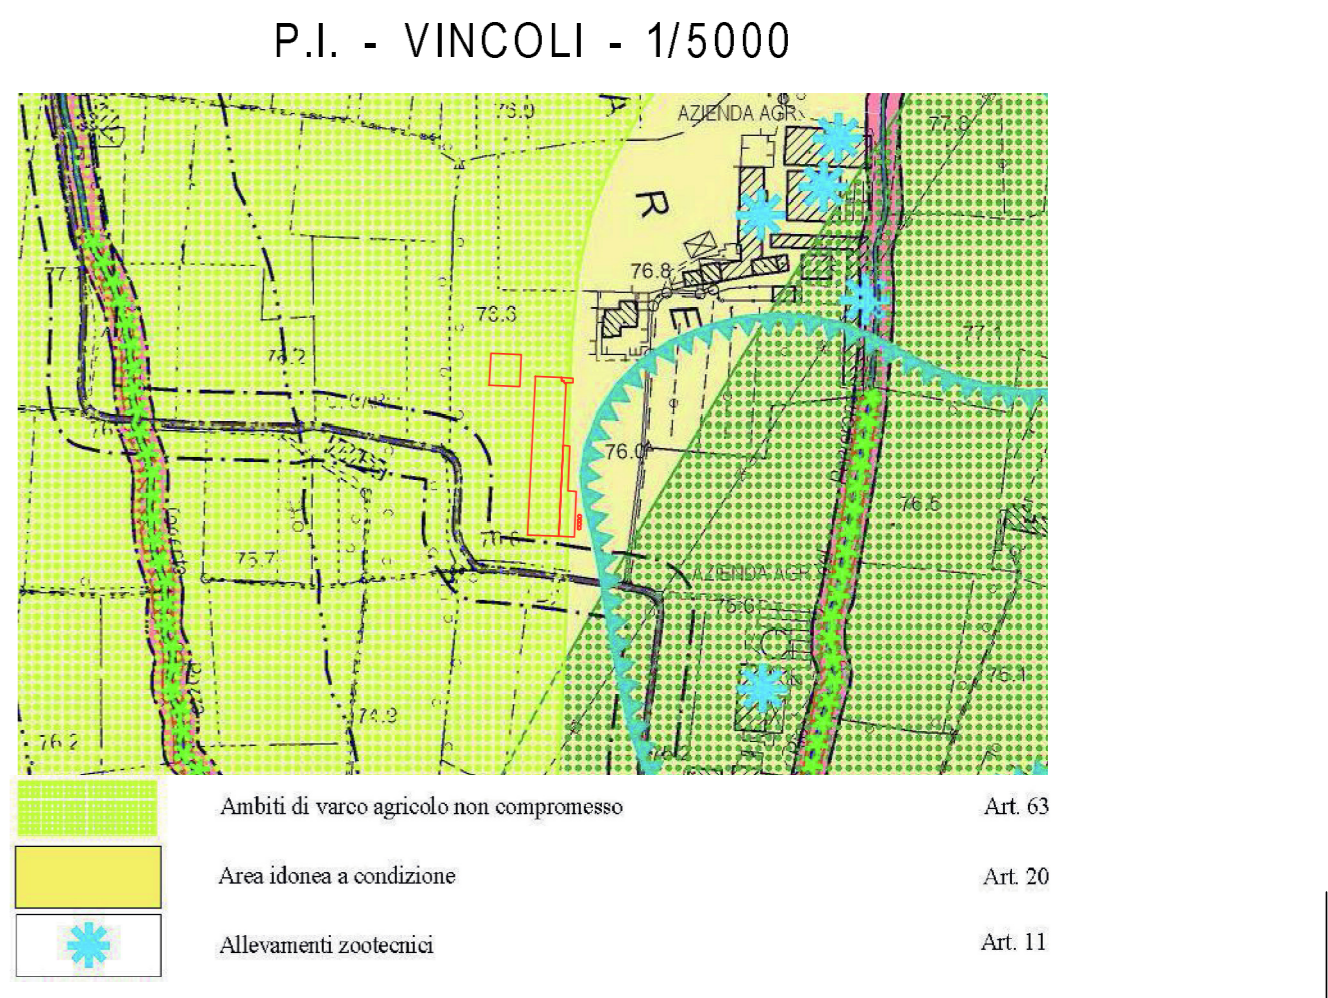 P.I. - VINCOLI - 1/5000
AZIENDA AGR
77.8
R
76.8
76.6
E
77.1
76.2
76.0
76.5
75.7
AZIENDA AGR
75.6
75.1
74.9
76.2
Ambiti di varco agricolo non compromesso Art. 63
Area idonea a condizione Art. 20
Allevamenti zootecnici Art. 11